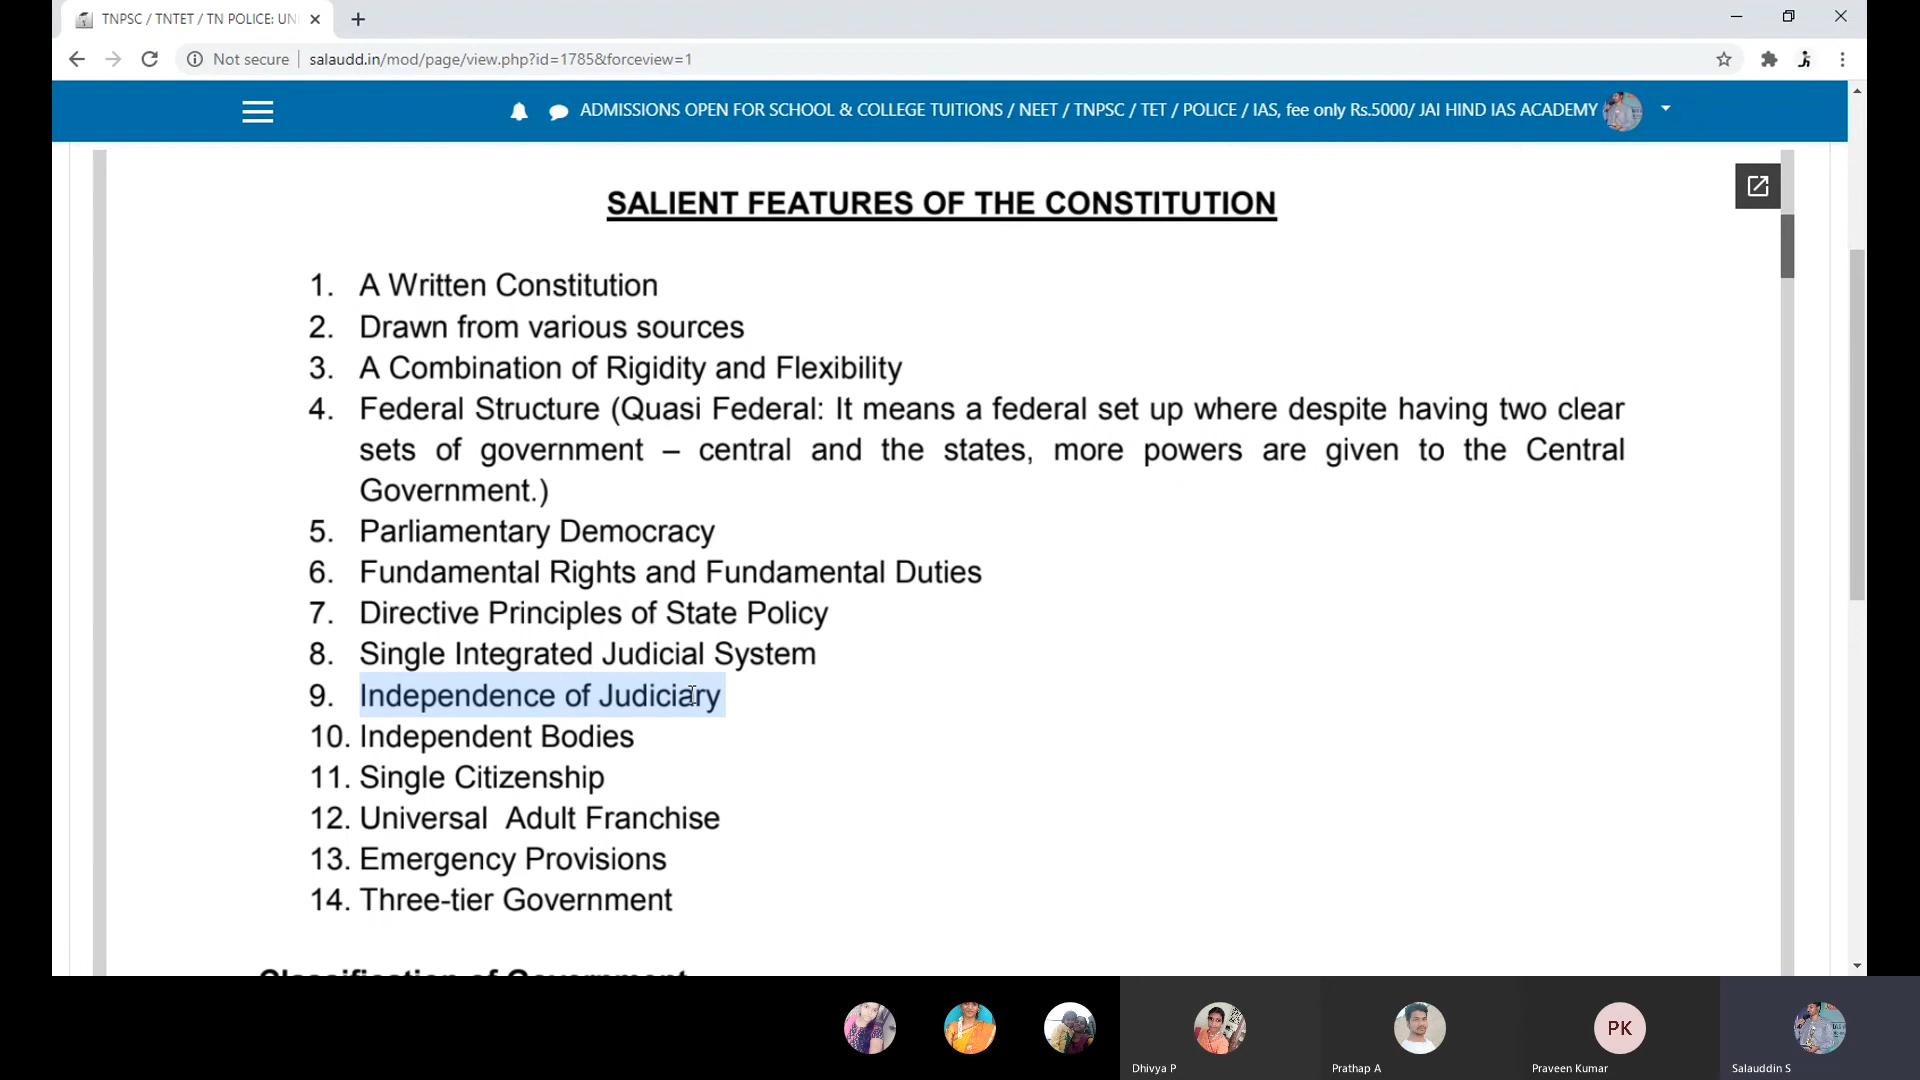 TNPSC / TNTET / TN POLICE: UNI
Not secure
salaudd.in/mod/page/view.php?id=1785&forceview=1
ADMISSIONS OPEN FOR SCHOOL & COLLEGE TUITIONS / NEET / TNPSC / TET / POLICE / IAS, fee only Rs.5000/ JAI HIND IAS ACADEMY
SALIENT FEATURES OF THE CONSTITUTION
1. A Written Constitution
2. Drawn from various sources
3. A Combination of Rigidity and Flexibility
4. Federal Structure (Quasi Federal: It means a federal set up where despite having two clear
sets of government – central and the states, more powers are given to the Central
Government.)
5. Parliamentary Democracy
6. Fundamental Rights and Fundamental Duties
7. Directive Principles of State Policy
8. Single Integrated Judicial System
9. Independence of Judiciary
10. Independent Bodies
11. Single Citizenship
12. Universal Adult Franchise
13. Emergency Provisions
14. Three-tier Government
Classification of Government
PK
Dhivya P
Prathap A
Praveen Kumar
Salauddin S